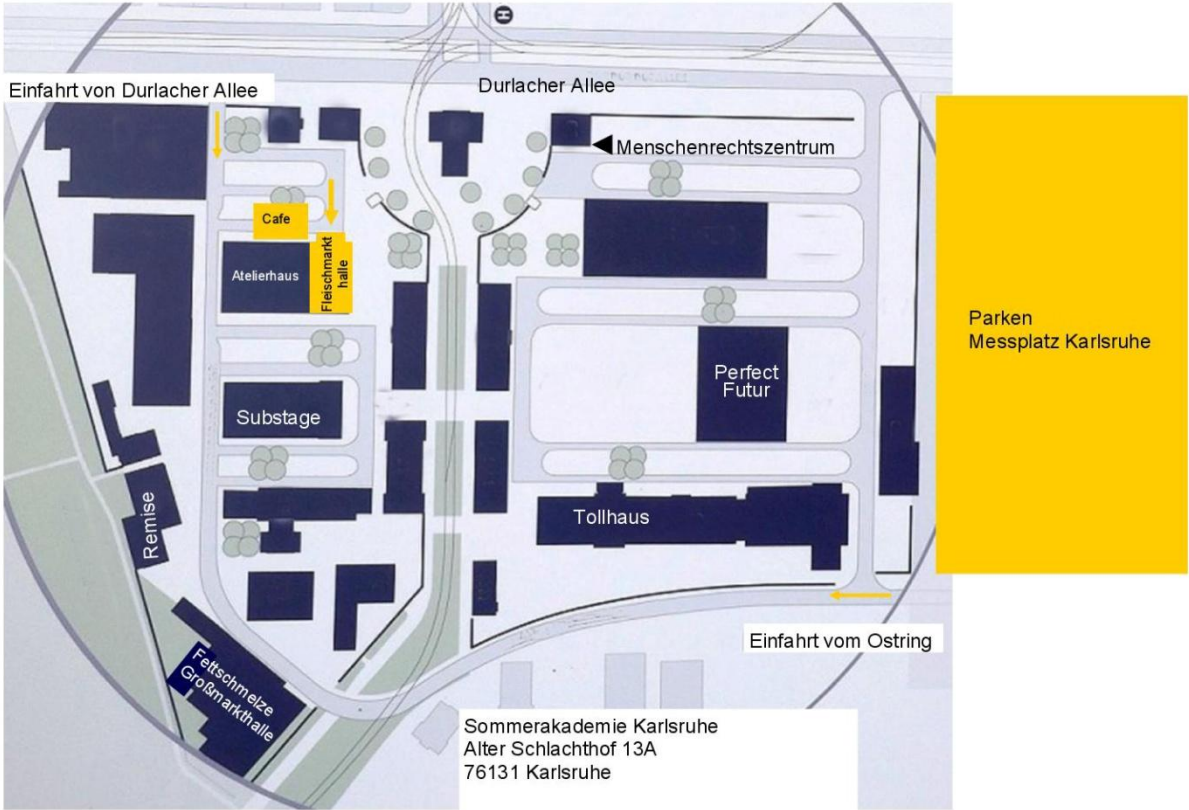 H
Durlacher Allee
Einfahrt von Durlacher Allee
Menschenrechtszentrum
Cafe
Atelierhaus
Fleischmarkt
halle
Parken
Messplatz Karlsruhe
Perfect
Futur
Substage
Remise
Tollhaus
Einfahrt vom Ostring
Fettschmelze
Großmarkthalle
Sommerakademie Karlsruhe
Alter Schlachthof 13A
76131 Karlsruhe